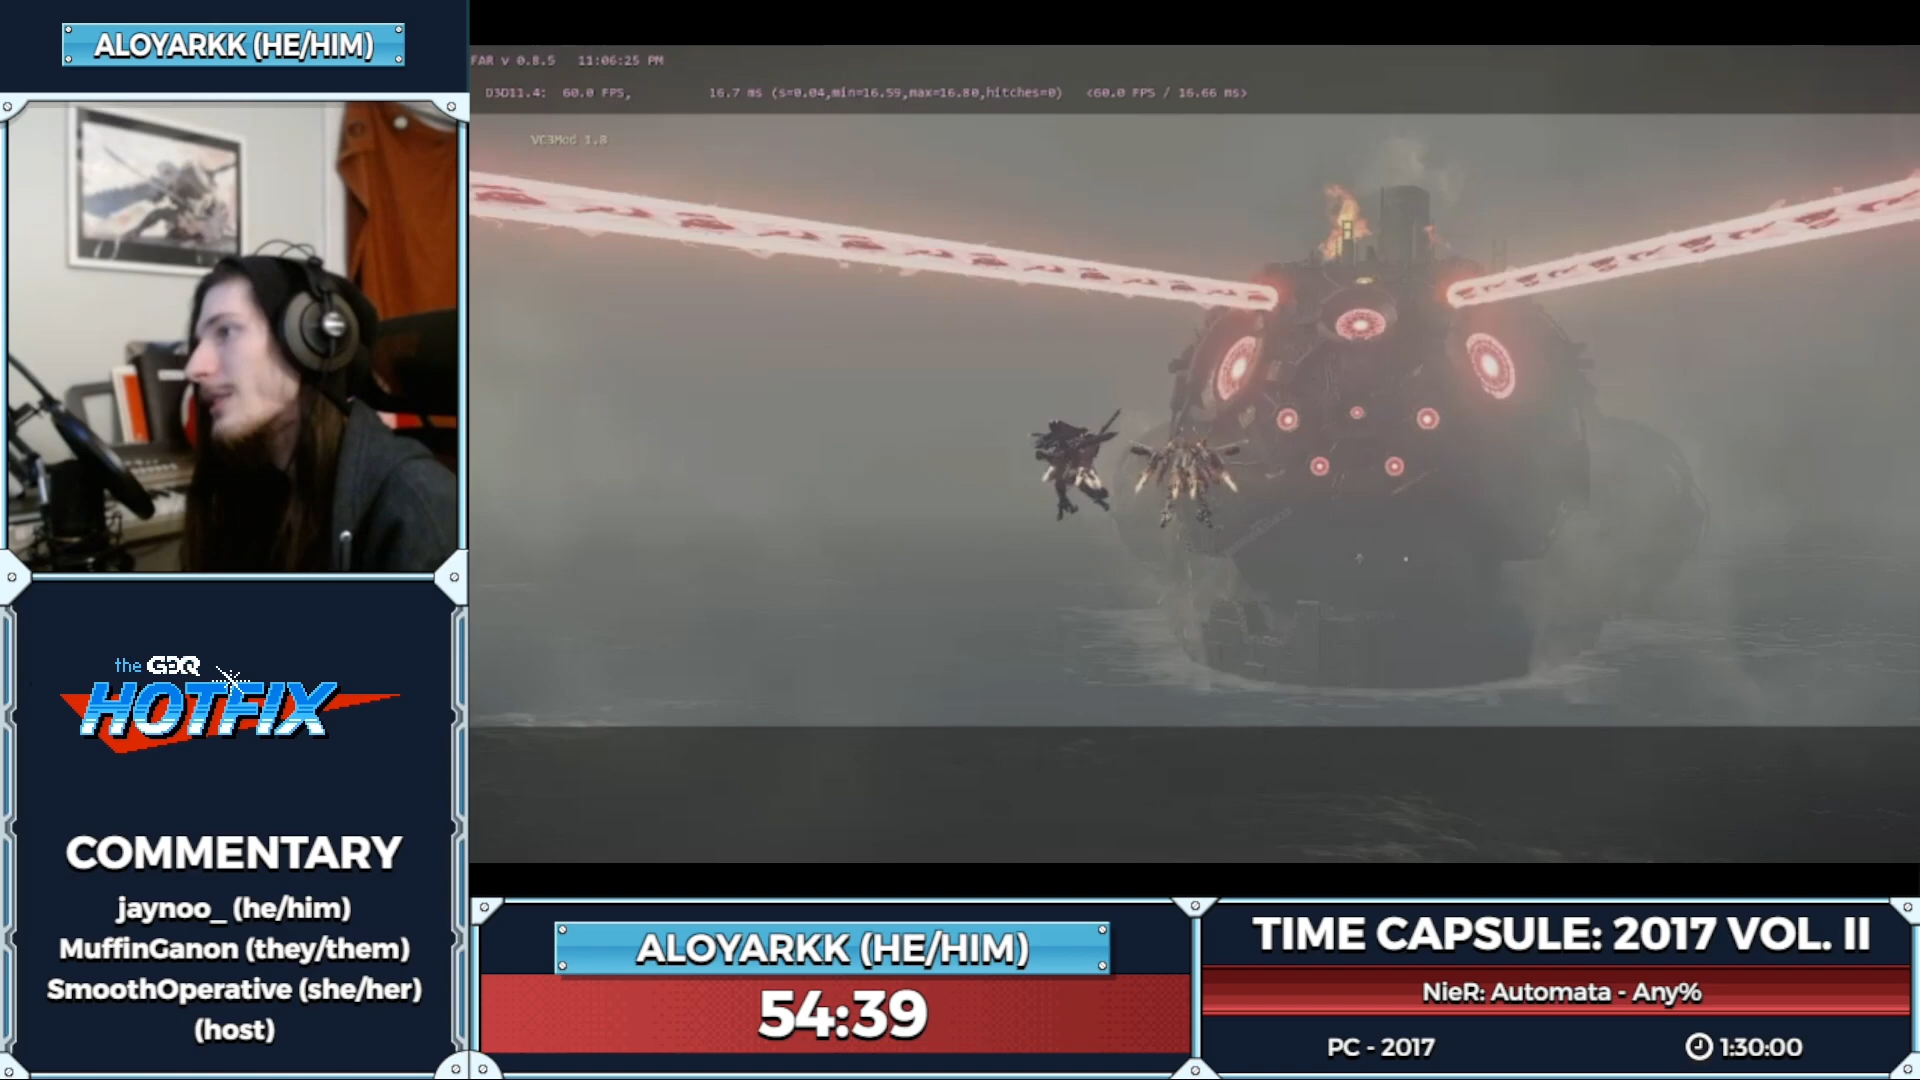 ALOYARKK (HE/HIM)
FAR v 0.8.5 11:06:25 PM
D3D11.4: 60.0 FPS, 16.7 ms (s=0.04,min=16.59,max=16.80,hitches=0) <60.0 FPS / 16.66 ms>
VC3Mod 1.8
the GDQ
HOTFIX
COMMENTARY
jaynoo_ (he/him)
MuffinGanon (they/them)
SmoothOperative (she/her)
(host)
ALOYARKK (HE/HIM)
54:39
TIME CAPSULE: 2017 VOL. II
NieR: Automata - Any%
PC - 2017
1:30:00